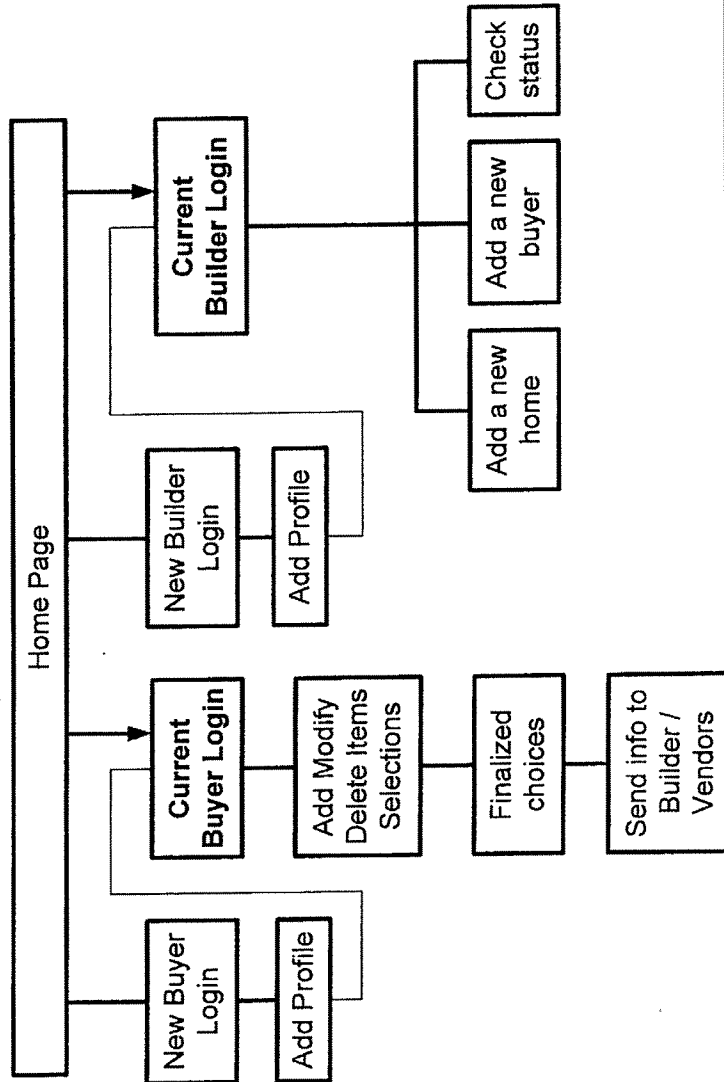 Home Page
New Buyer
Login
Add Profile
Current
Buyer Login
Add Modify
Delete Items
Selections
Finalized
choices
Send info to
Builder /
Vendors
New Builder
Login
Add Profile
Current
Builder Login
Add a new
home
Add a new
buyer
Check
status